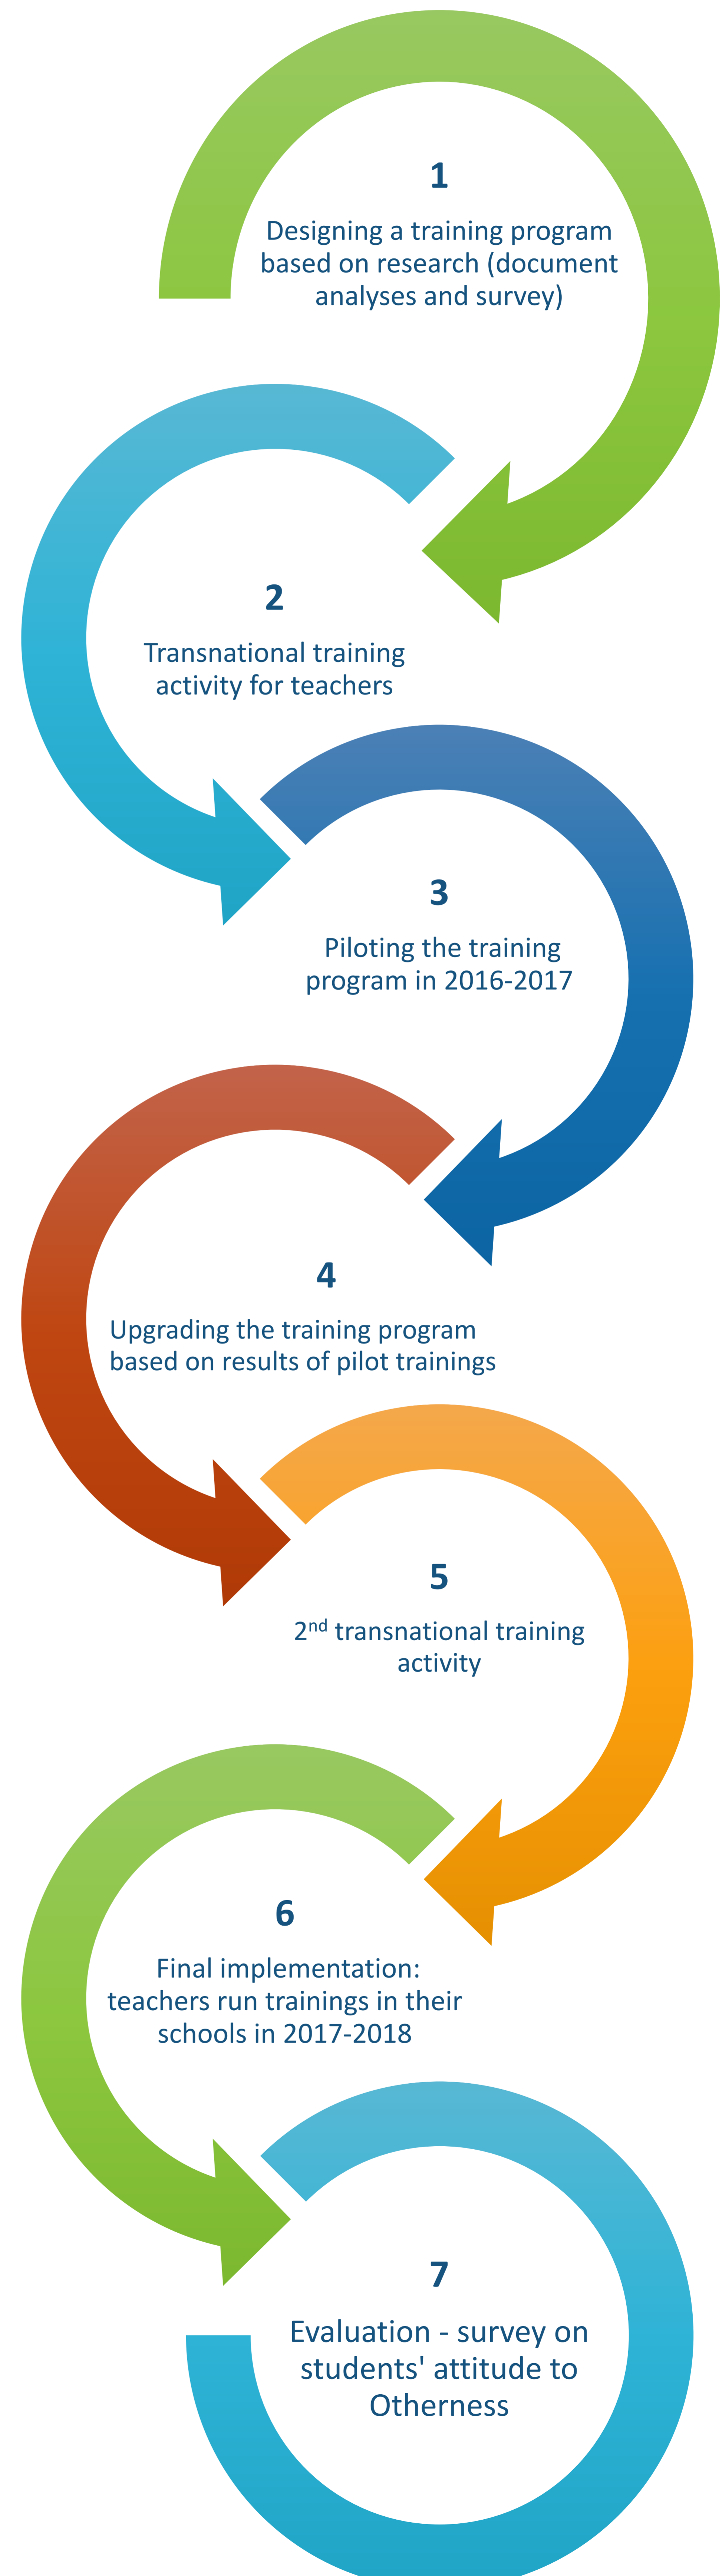 1
Designing a training program
based on research (document
analyses and survey)
2
Transnational training
activity for teachers
3
Piloting the training
program in 2016-2017
4
Upgrading the training program
based on results of pilot trainings
5
2nd transnational training
activity
6
Final implementation:
teachers run trainings in their
schools in 2017-2018
7
Evaluation - survey on
students' attitude to
Otherness